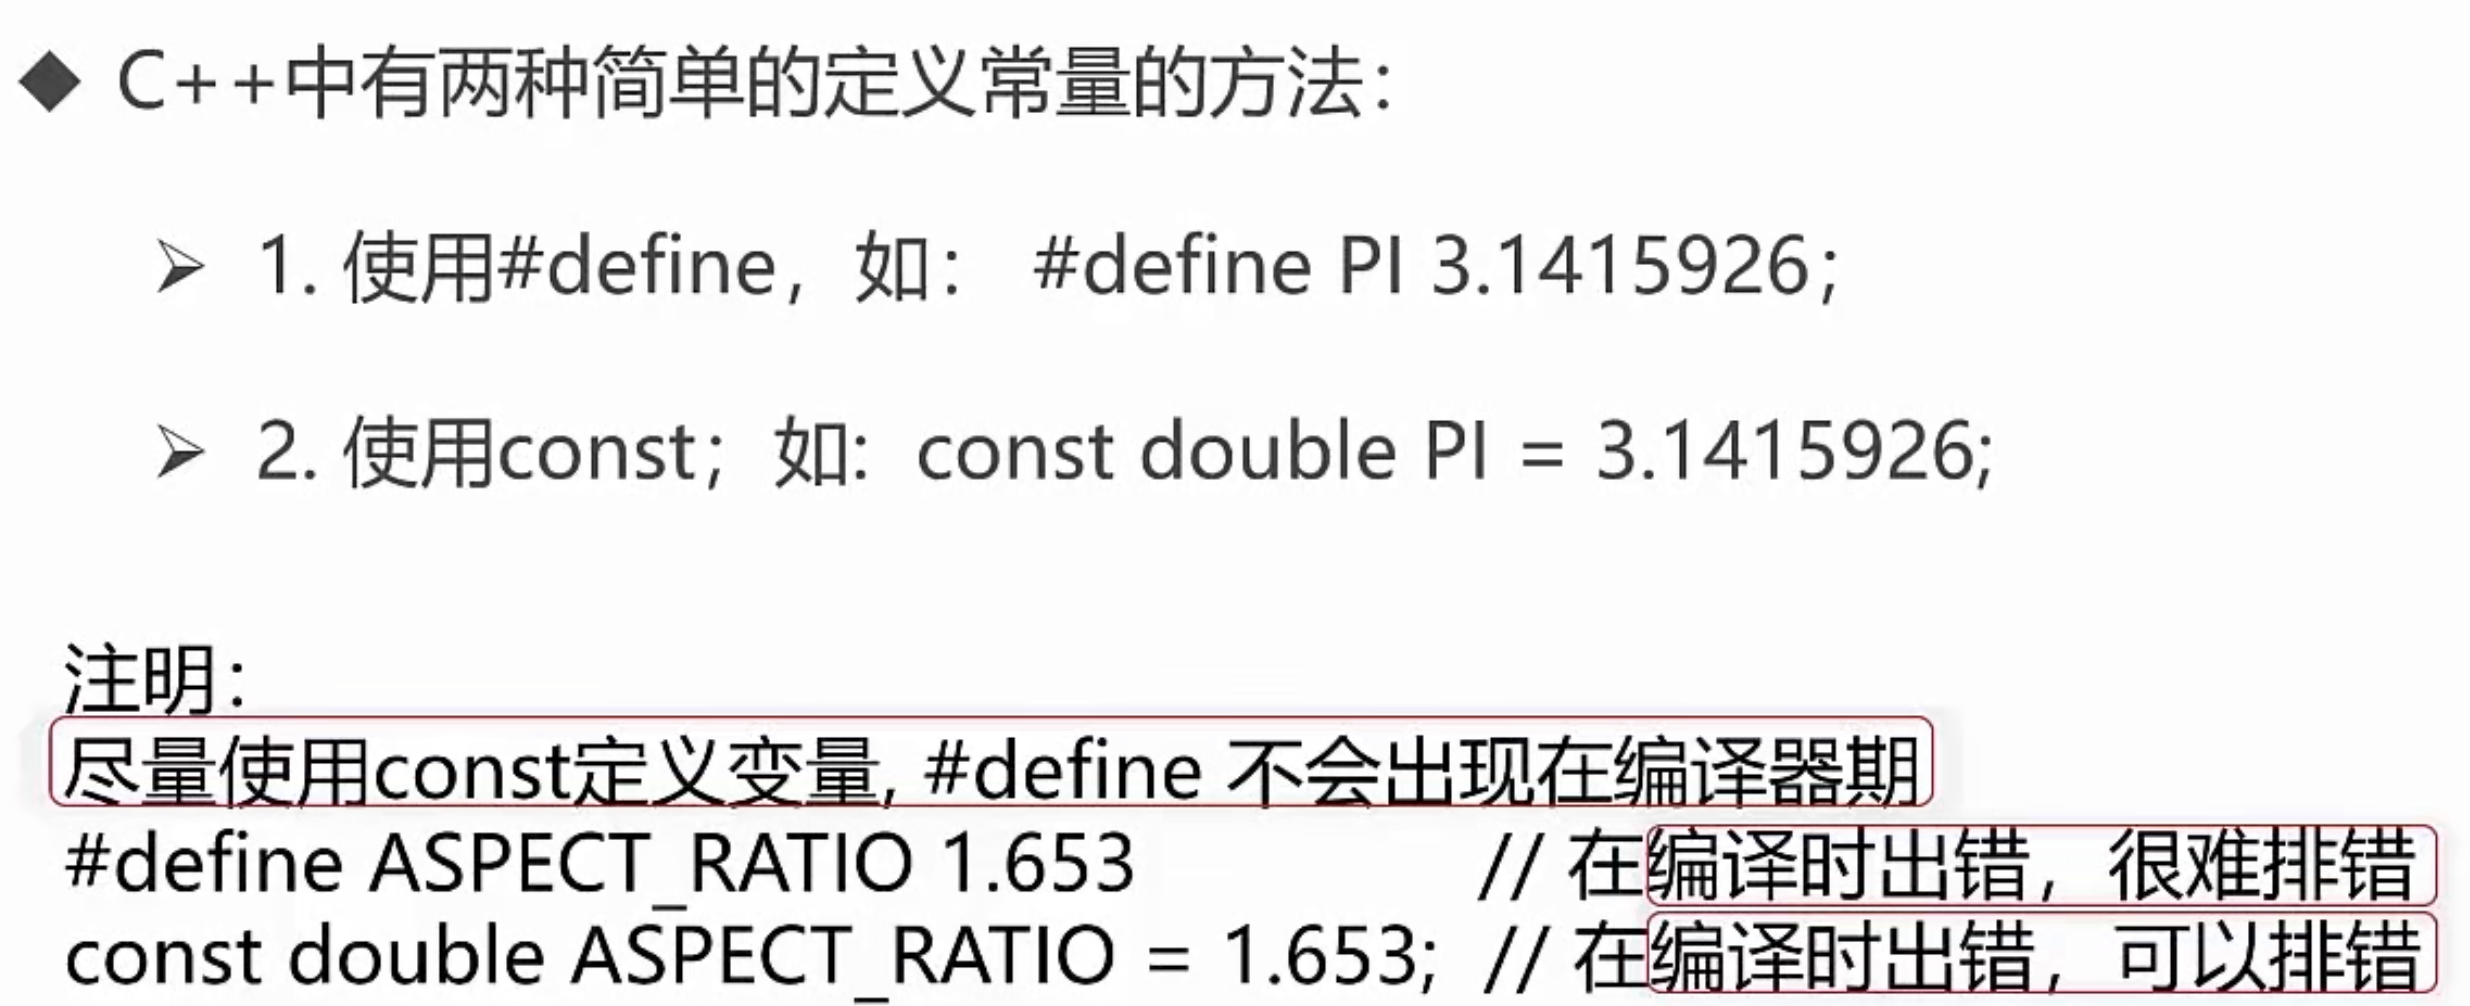 ◆ C++中有两种简单的定义常量的方法：
➢ 1. 使用#define，如： #define PI 3.1415926；
➢ 2. 使用const；如: const double PI = 3.1415926;
注明：
尽量使用const定义变量, #define 不会出现在编译器期
#define ASPECT_RATIO 1.653 // 在编译时出错，很难排错
const double ASPECT_RATIO = 1.653; // 在编译时出错，可以排错